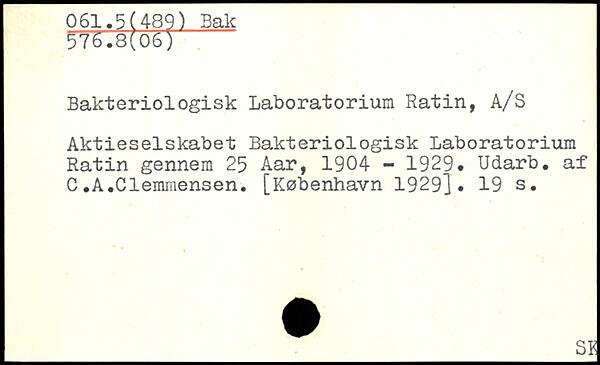 061.5(489) Bak
576.8(06)
Bakteriologisk Laboratorium Ratin, A/S
Aktieselskabet Bakteriologisk Laboratorium
Ratin gennem 25 Aar, 1904 - 1929. Udarb. af
C.A.Clemmensen. [København 1929]. 19 s.
SK